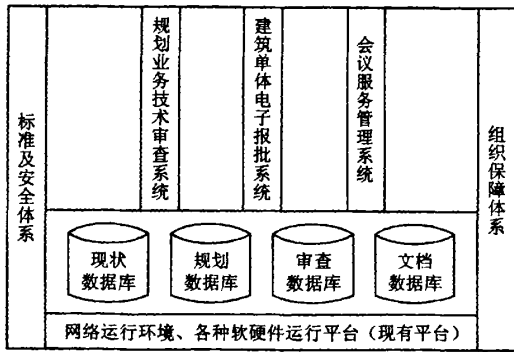 标准及安全体系
规划业务技术审查系统
建筑单体电子报批系统
会议服务管理系统
组织保障体系
现状
数据库
规划
数据库
审查
数据库
文档
数据库
网络运行环境、各种软硬件运行平台（现有平台）